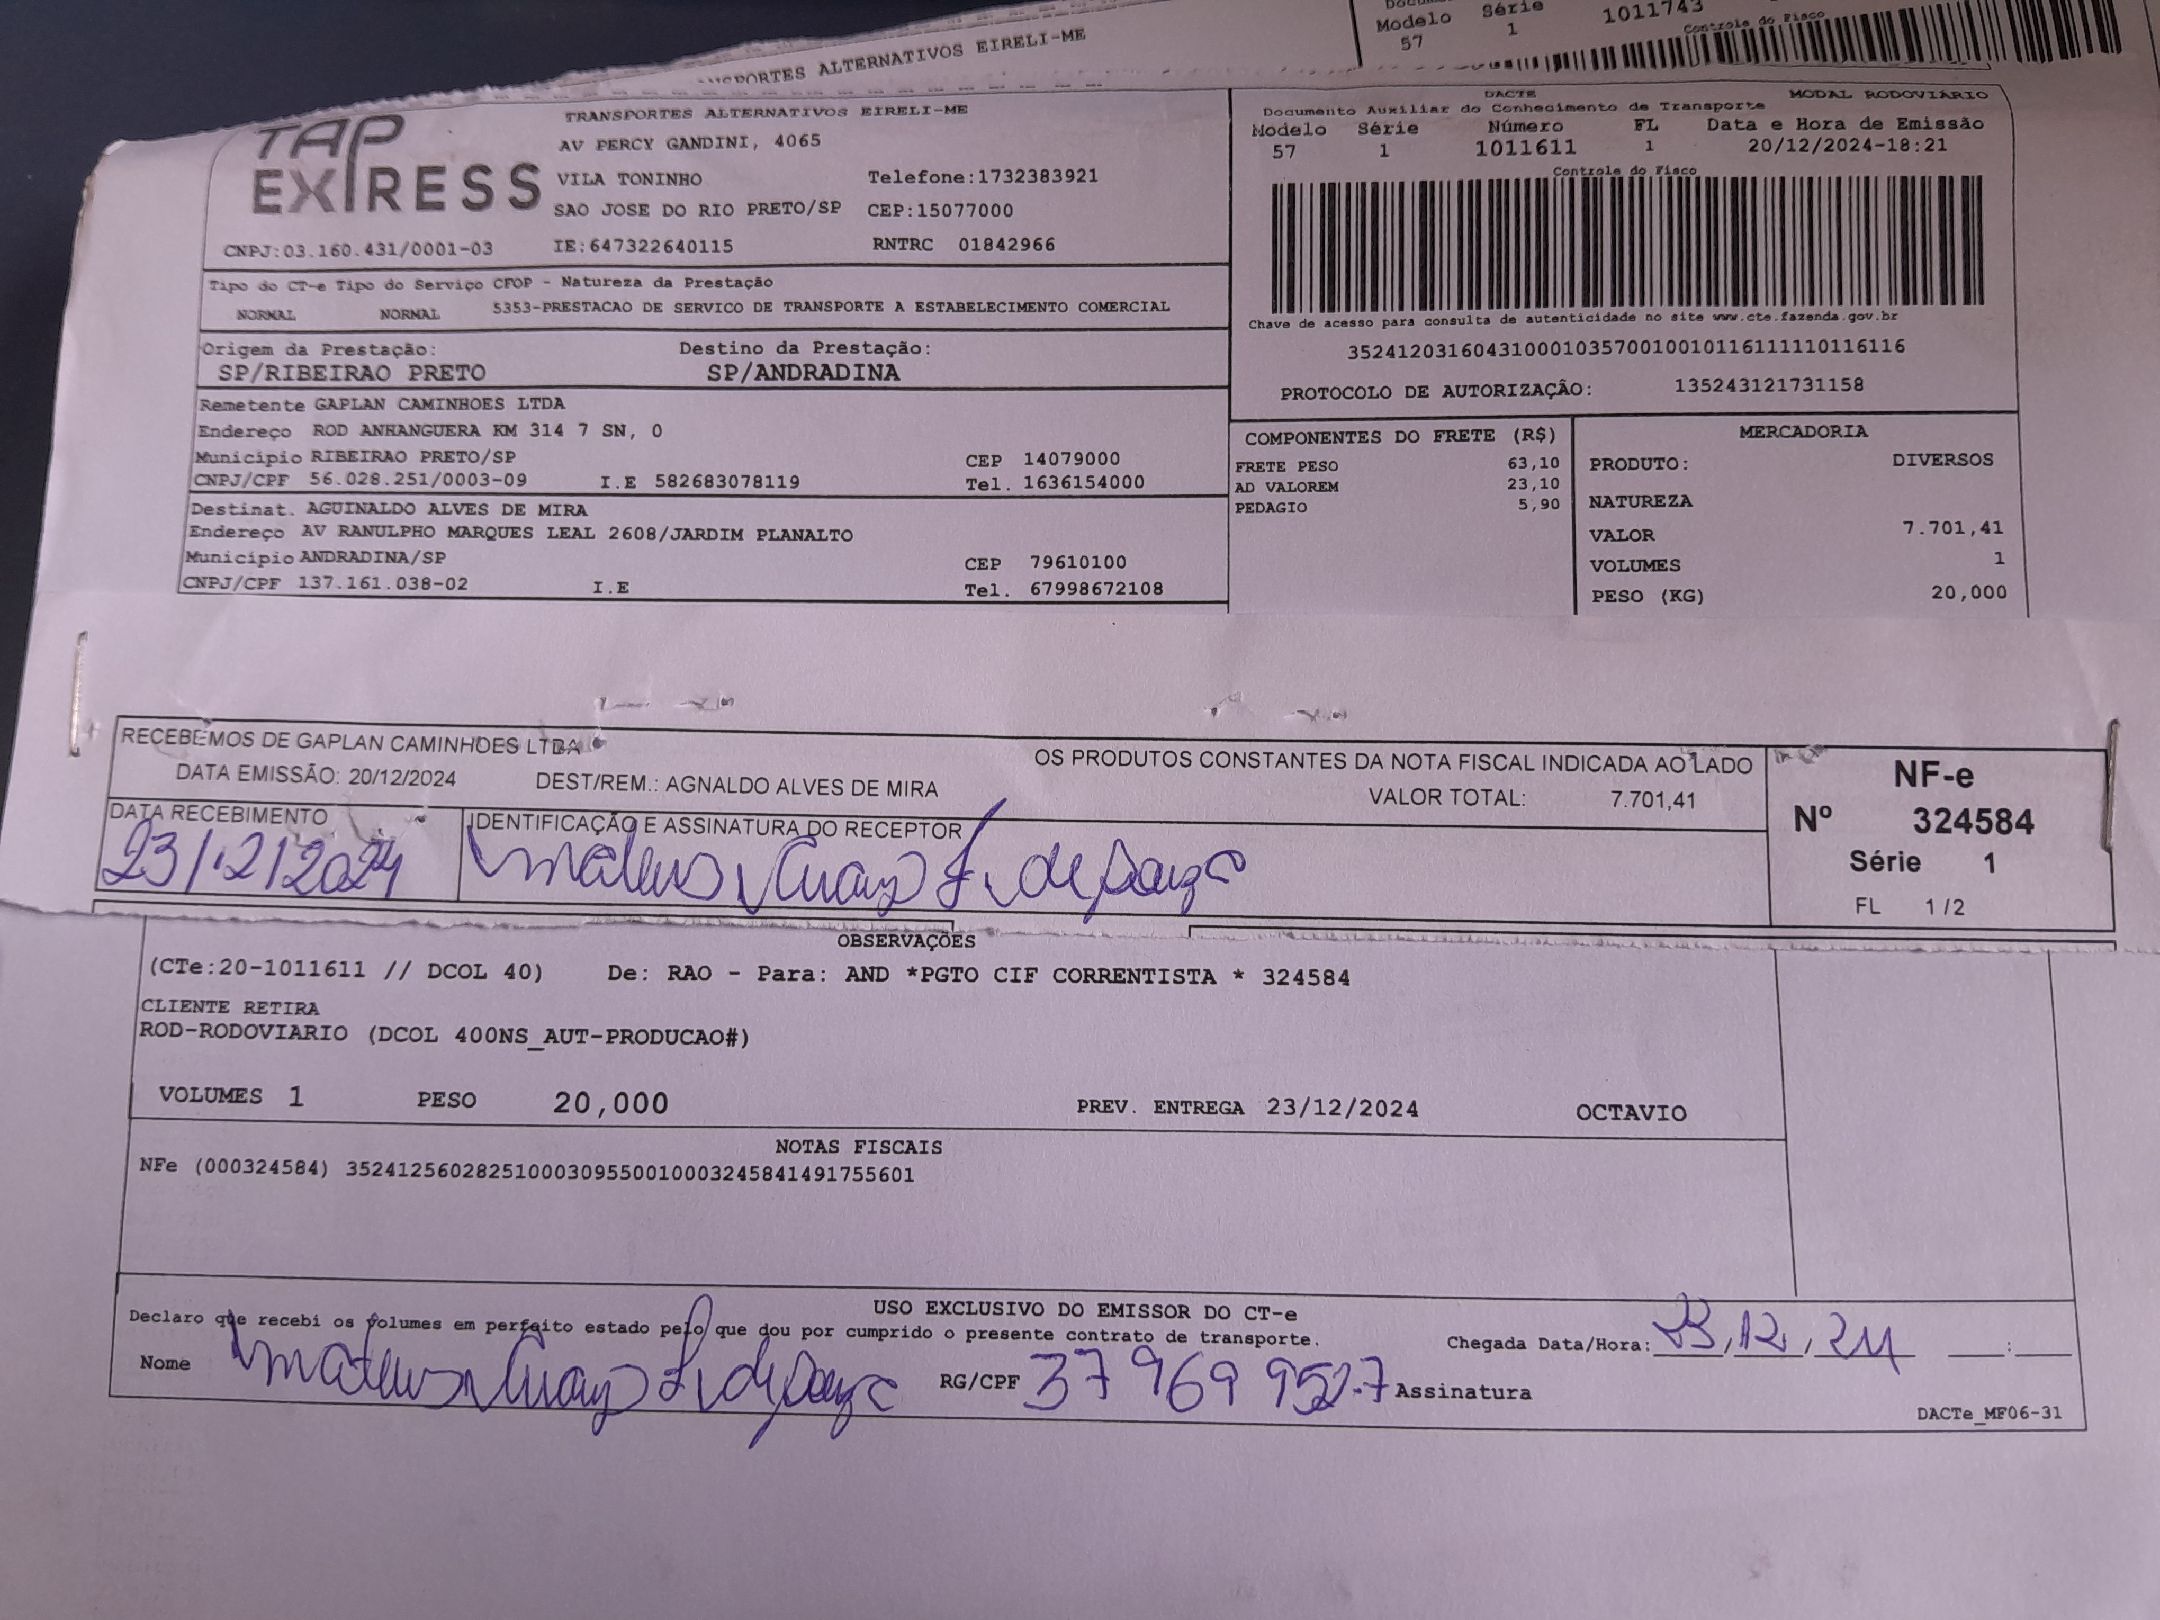 TRANSPORTES ALTERNATIVOS EIRELI-ME
Modelo Série
57 1 1011743
Controle do Fisco
TAP EXPRESS
TRANSPORTES ALTERNATIVOS EIRELI-ME
AV PERCY GANDINI, 4065
VILA TONINHO Telefone:1732383921
SAO JOSE DO RIO PRETO/SP CEP:15077000
CNPJ:03.160.431/0001-03 IE:647322640115 RNTRC 01842966
DACTE MODAL RODOVIÁRIO
Documento Auxiliar do Conhecimento de Transporte
Modelo Série Número FL Data e Hora de Emissão
57 1 1011611 1 20/12/2024-18:21
Controle do Fisco
Chave de acesso para consulta de autenticidade no site www.cte.fazenda.gov.br
35241203160431000103570010010116111110116116
PROTOCOLO DE AUTORIZAÇÃO: 135243121731158
Tipo do CT-e Tipo do Serviço CFOP - Natureza da Prestação
NORMAL NORMAL 5353-PRESTACAO DE SERVICO DE TRANSPORTE A ESTABELECIMENTO COMERCIAL
Origem da Prestação: Destino da Prestação:
SP/RIBEIRAO PRETO SP/ANDRADINA
Remetente GAPLAN CAMINHOES LTDA
Endereço ROD ANHANGUERA KM 314 7 SN, 0
Município RIBEIRAO PRETO/SP CEP 14079000
CNPJ/CPF 56.028.251/0003-09 I.E 582683078119 Tel. 1636154000
Destinat. AGUINALDO ALVES DE MIRA
Endereço AV RANULPHO MARQUES LEAL 2608/JARDIM PLANALTO
Município ANDRADINA/SP CEP 79610100
CNPJ/CPF 137.161.038-02 I.E Tel. 67998672108
COMPONENTES DO FRETE (R$)
FRETE PESO 63,10
AD VALOREM 23,10
PEDAGIO 5,90
MERCADORIA
PRODUTO: DIVERSOS
NATUREZA
VALOR 7.701,41
VOLUMES 1
PESO (KG) 20,000
RECEBEMOS DE GAPLAN CAMINHOES LTDA OS PRODUTOS CONSTANTES DA NOTA FISCAL INDICADA AO LADO
DATA EMISSÃO: 20/12/2024 DEST/REM.: AGNALDO ALVES DE MIRA VALOR TOTAL: 7.701,41
DATA RECEBIMENTO IDENTIFICAÇÃO E ASSINATURA DO RECEPTOR
23/12/2024 Mateus de Souza
NF-e
Nº 324584
Série 1
FL 1/2
OBSERVAÇÕES
(CTe:20-1011611 // DCOL 40) De: RAO - Para: AND *PGTO CIF CORRENTISTA * 324584
CLIENTE RETIRA
ROD-RODOVIARIO (DCOL 400NS_AUT-PRODUCAO#)
VOLUMES 1 PESO 20,000 PREV. ENTREGA 23/12/2024 OCTAVIO
NOTAS FISCAIS
NFe (000324584) 35241256028251000309550010003245841491755601
USO EXCLUSIVO DO EMISSOR DO CT-e
Declaro que recebi os volumes em perfeito estado pelo que dou por cumprido o presente contrato de transporte.
Chegada Data/Hora: 23,12,24 :
Nome Mateus de Souza RG/CPF 37 969 952-7 Assinatura
DACTe_MF06-31